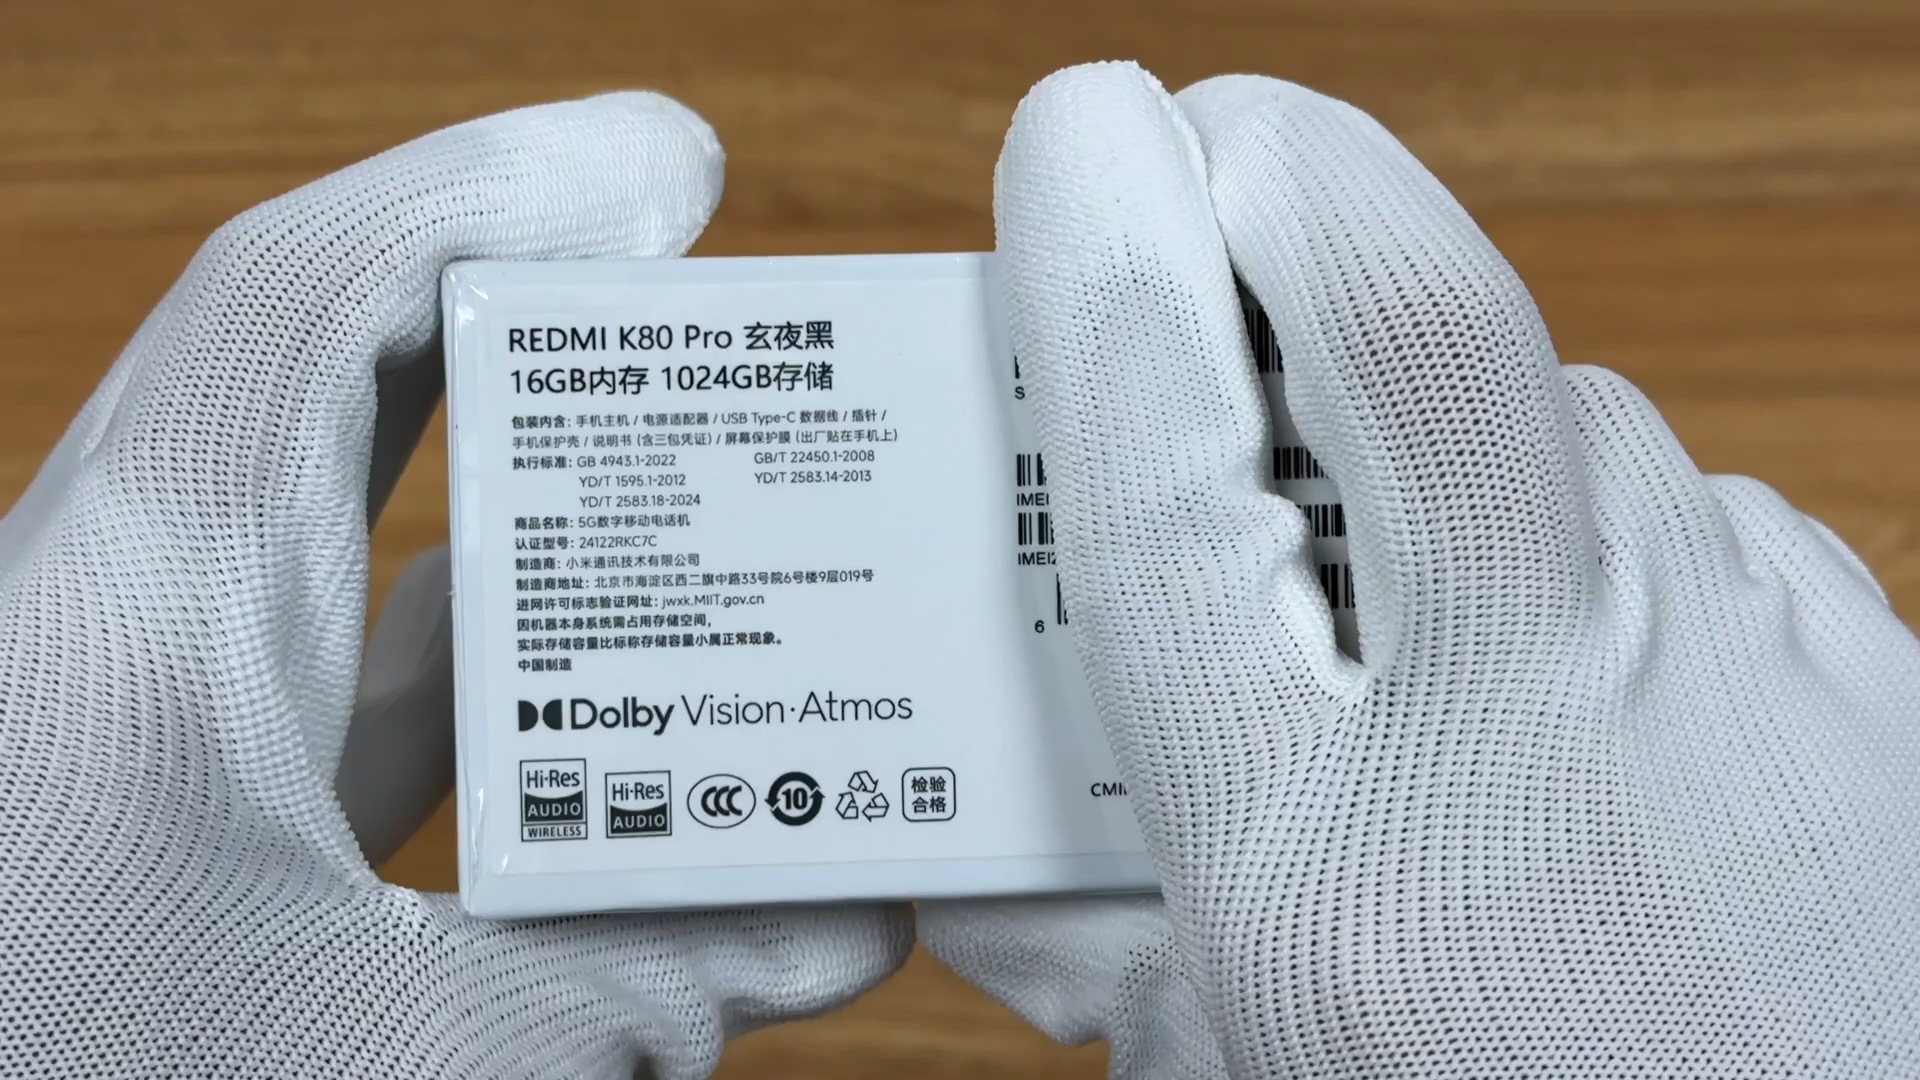 REDMI K80 Pro 玄夜黑
16GB内存 1024GB存储
包装内含: 手机主机 / 电源适配器 / USB Type-C 数据线 / 插针 /
手机保护壳 / 说明书 (含三包凭证) / 屏幕保护膜 (出厂贴在手机上)
执行标准: GB 4943.1-2022 GB/T 22450.1-2008
YD/T 1595.1-2012 YD/T 2583.14-2013
YD/T 2583.18-2024
商品名称: 5G数字移动电话机
认证型号: 24122RKC7C
制造商: 小米通讯技术有限公司
制造商地址: 北京市海淀区西二旗中路33号院6号楼9层019号
进网许可标志验证网址: jwxk.MIIT.gov.cn
因机器本身系统需占用存储空间,
实际存储容量比标称存储容量小属正常现象。
中国制造
Dolby Vision·Atmos
Hi-Res
AUDIO
WIRELESS
Hi-Res
AUDIO
CCC
10
检验
合格
S
IMEI
IMEI2
6
CMII